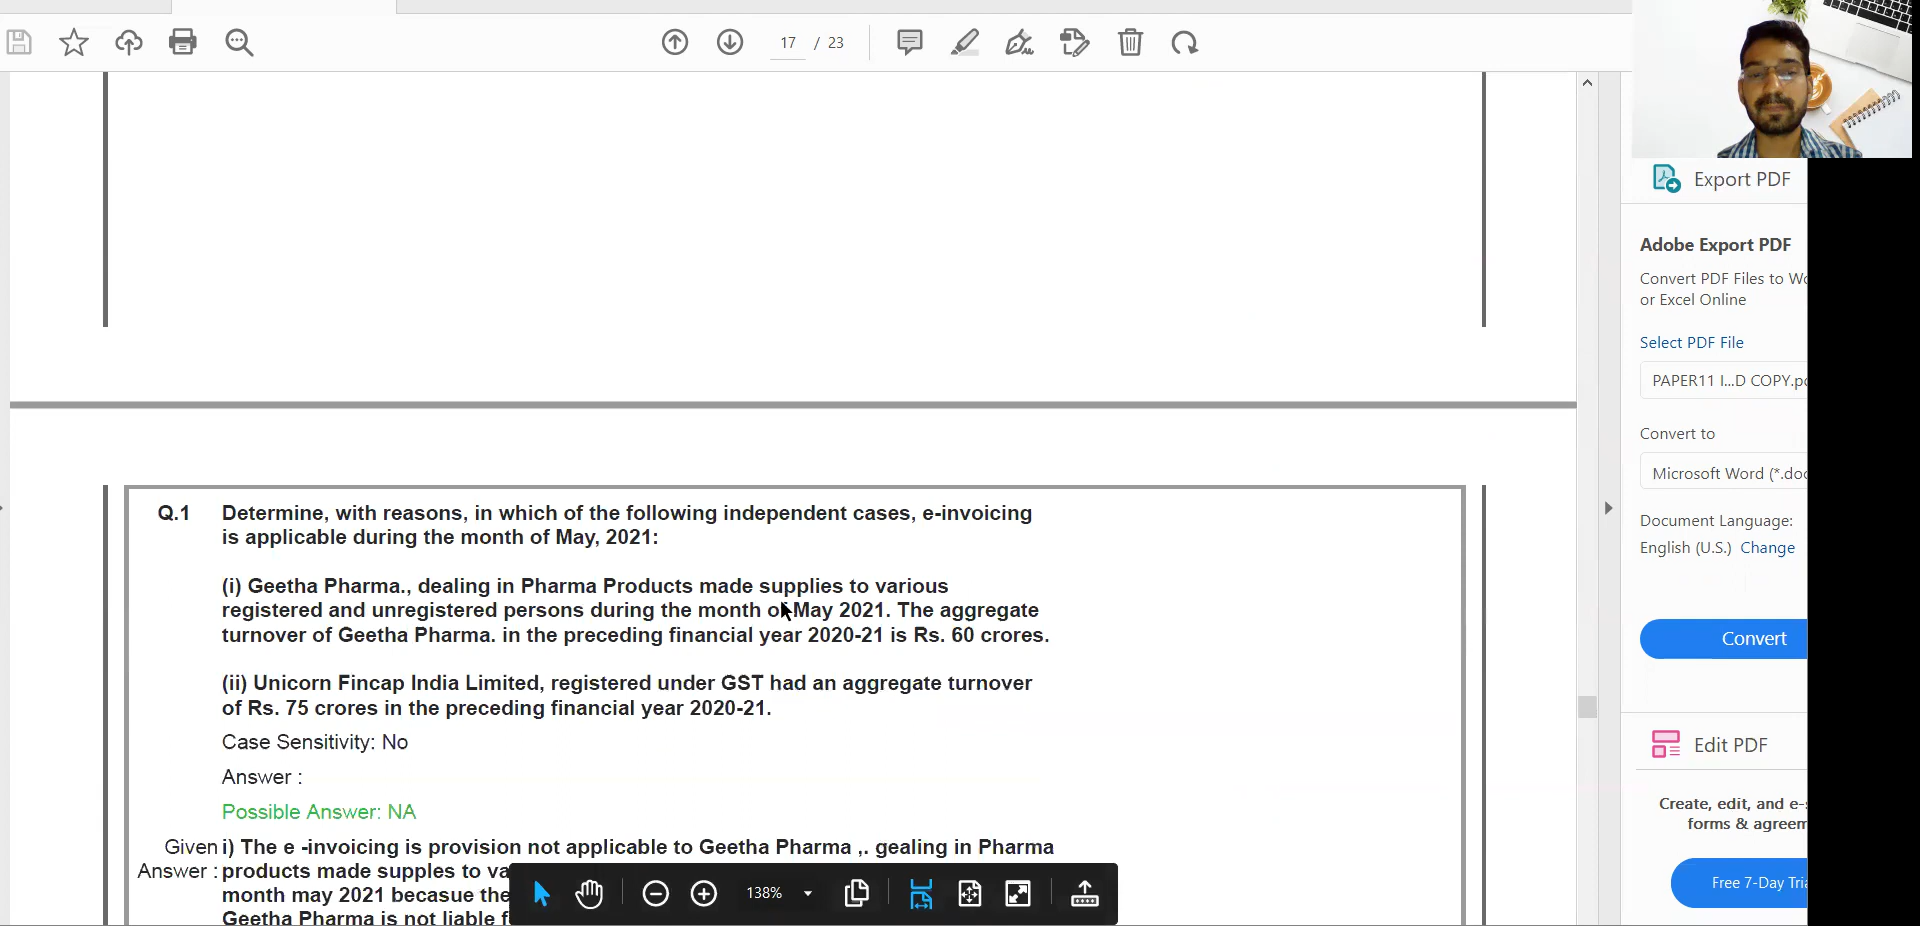 17 / 23
Export PDF
Adobe Export PDF
Convert PDF Files to Wo
or Excel Online
Select PDF File
PAPER11 I...D COPY.pd
Convert to
Microsoft Word (*.doc
Document Language:
English (U.S.) Change
Convert
Edit PDF
Create, edit, and e-s
forms & agreem
Free 7-Day Tria
Q.1 Determine, with reasons, in which of the following independent cases, e-invoicing
is applicable during the month of May, 2021:
(i) Geetha Pharma., dealing in Pharma Products made supplies to various
registered and unregistered persons during the month of May 2021. The aggregate
turnover of Geetha Pharma. in the preceding financial year 2020-21 is Rs. 60 crores.
(ii) Unicorn Fincap India Limited, registered under GST had an aggregate turnover
of Rs. 75 crores in the preceding financial year 2020-21.
Case Sensitivity: No
Answer :
Possible Answer: NA
Given i) The e -invoicing is provision not applicable to Geetha Pharma ,. gealing in Pharma
Answer : products made supples to va
month may 2021 becasue the
Geetha Pharma is not liable f
138%